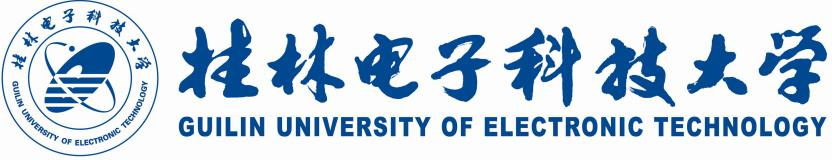 桂林电子科技大学
GUILIN UNIVERSITY OF ELECTRONIC TECHNOLOGY
桂林电子科技大学
GUILIN UNIVERSITY OF ELECTRONIC TECHNOLOGY